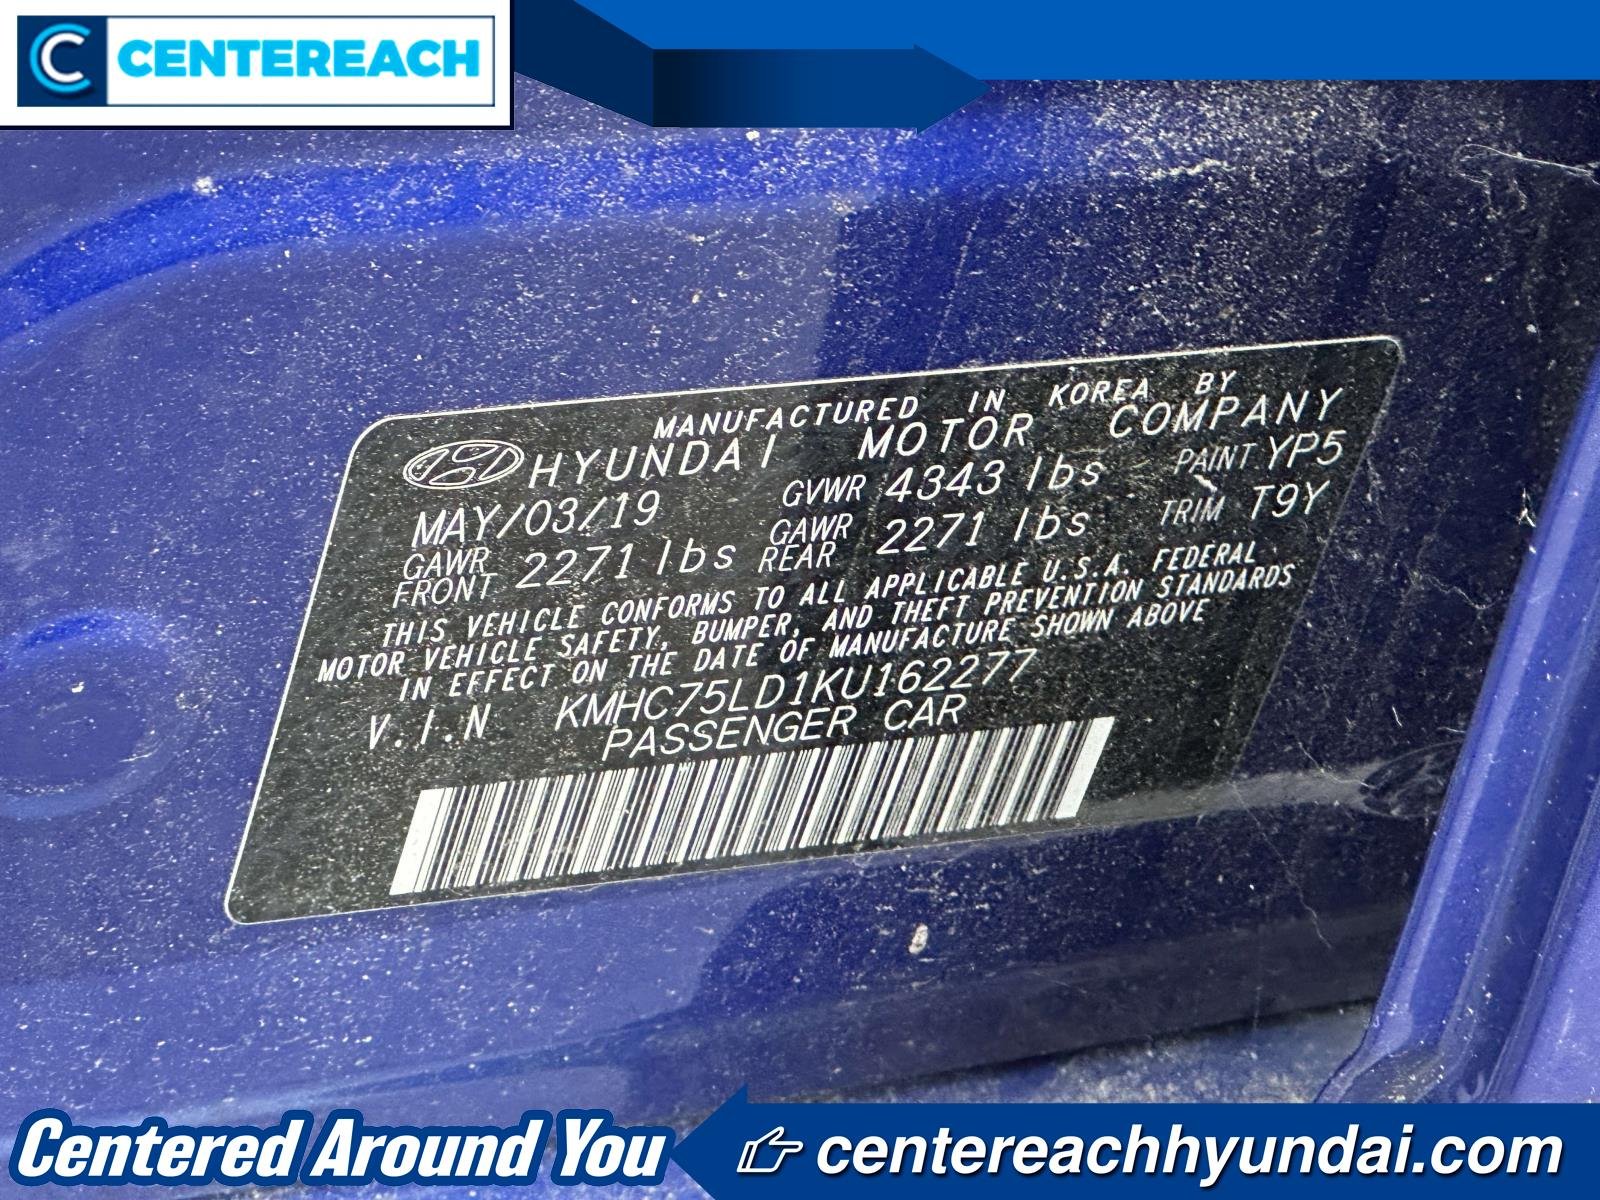 C CENTEREACH
MANUFACTURED IN KOREA BY
HYUNDAI MOTOR COMPANY
MAY/03/19 GVWR 4343 lbs PAINT YP5
GAWR FRONT 2271 lbs GAWR REAR 2271 lbs TRIM T9Y
THIS VEHICLE CONFORMS TO ALL APPLICABLE U.S.A. FEDERAL
MOTOR VEHICLE SAFETY, BUMPER, AND THEFT PREVENTION STANDARDS
IN EFFECT ON THE DATE OF MANUFACTURE SHOWN ABOVE
V.I.N KMHC75LD1KU162277
PASSENGER CAR
Centered Around You
centereachhyundai.com